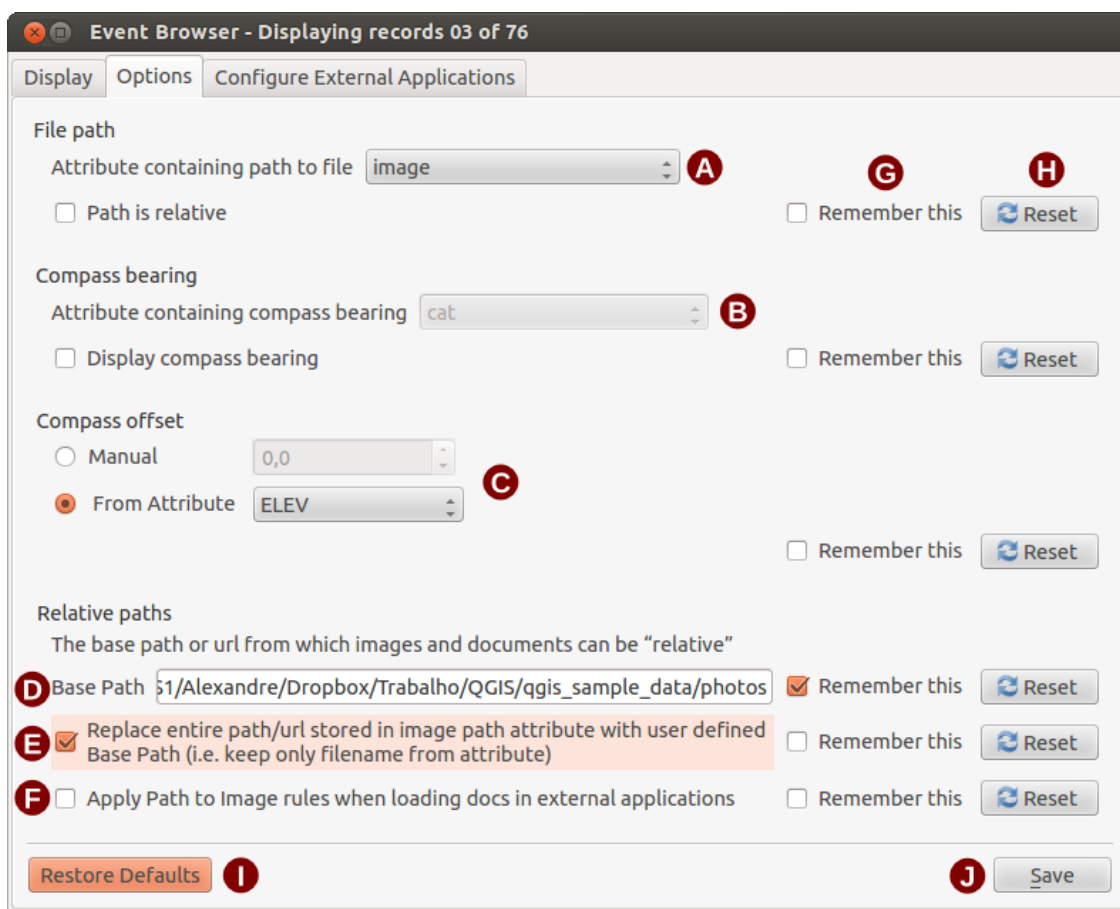 Event Browser - Displaying records 03 of 76
Display Options Configure External Applications
File path
Attribute containing path to file image A G H
Path is relative Remember this Reset
Compass bearing
Attribute containing compass bearing cat B
Display compass bearing Remember this Reset
Compass offset
Manual 0,0
C
From Attribute ELEV
Remember this Reset
Relative paths
The base path or url from which images and documents can be “relative”
D Base Path 51/Alexandre/Dropbox/Trabalho/QGIS/qgis_sample_data/photos Remember this Reset
E Replace entire path/url stored in image path attribute with user defined
Base Path (i.e. keep only filename from attribute) Remember this Reset
F Apply Path to Image rules when loading docs in external applications Remember this Reset
Restore Defaults I J Save